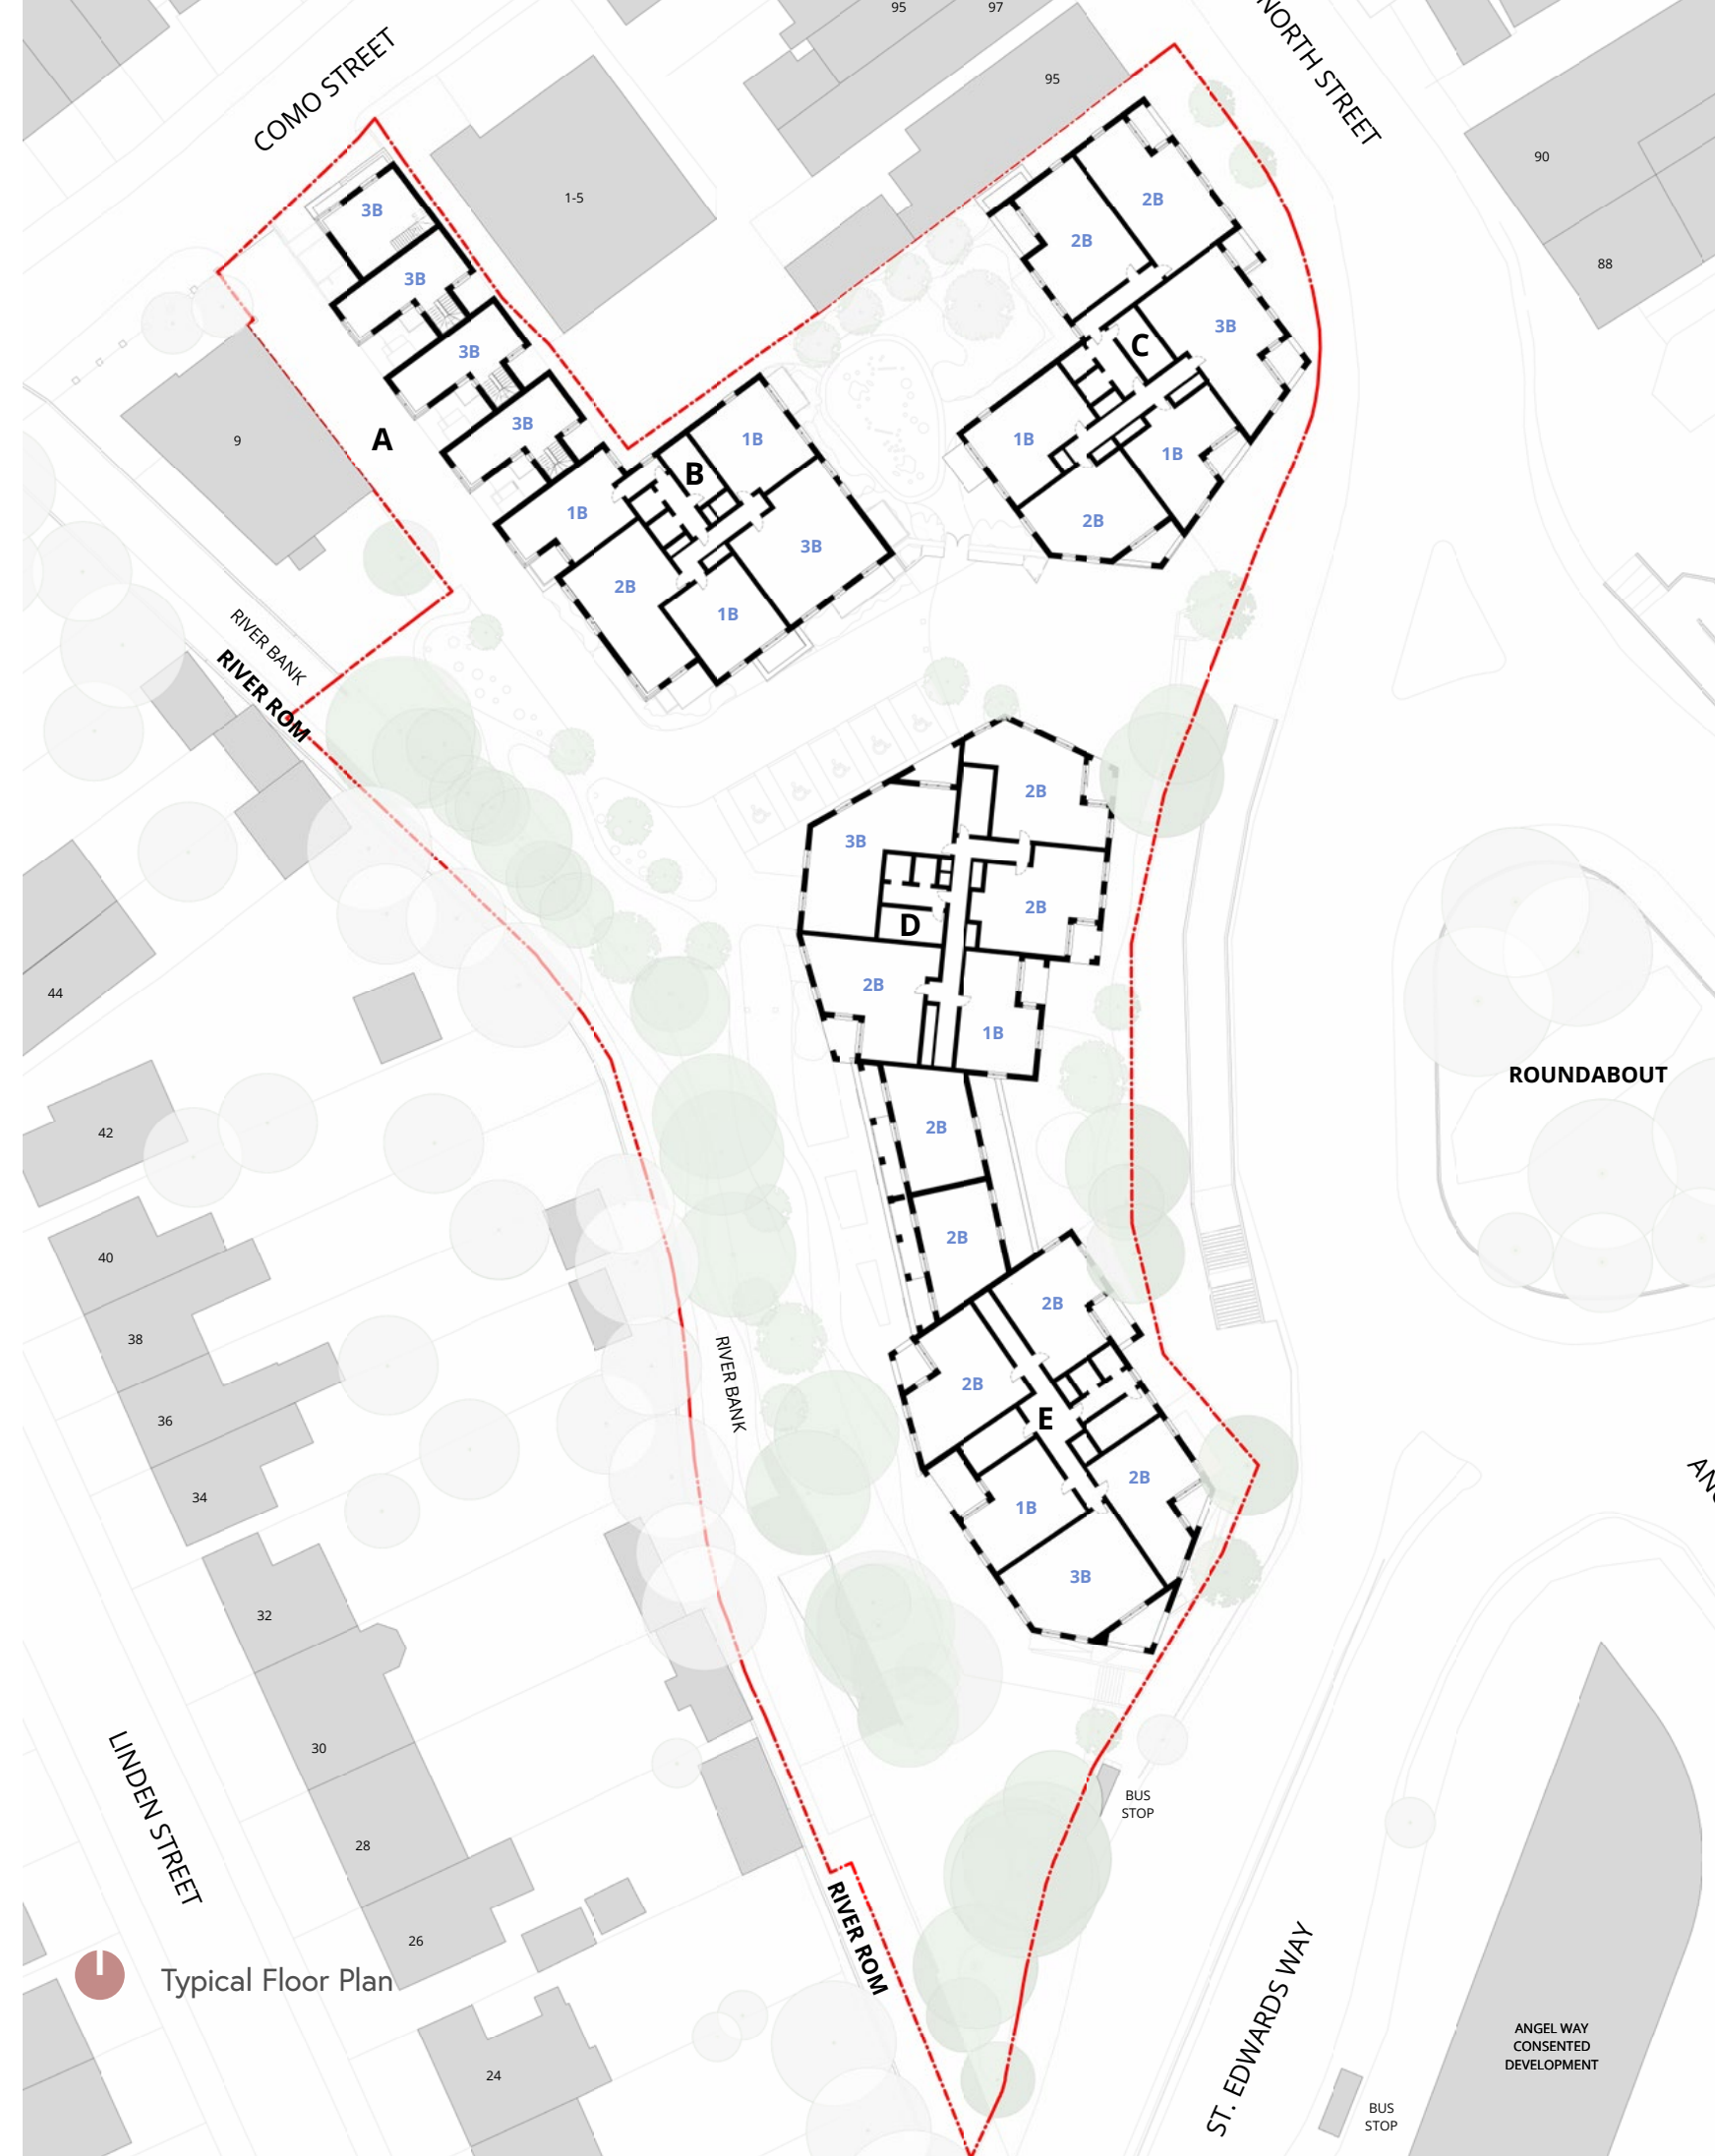 95
97
NORTH STREET
COMO STREET
95
90
1-5
3B
2B
2B
88
3B
3B
C
3B
3B
1B
B
1B
A
9
1B
1B
2B
3B
2B
1B
RIVER BANK
RIVER ROM
2B
3B
2B
D
2B
44
1B
ROUNDABOUT
42
2B
2B
40
2B
38
RIVER BANK
2B
E
36
2B
34
1B
3B
32
30
LINDEN STREET
BUS
STOP
28
26
RIVER ROM
Typical Floor Plan
ST. EDWARDS WAY
ANGEL WAY
CONSENTED
DEVELOPMENT
24
BUS
STOP